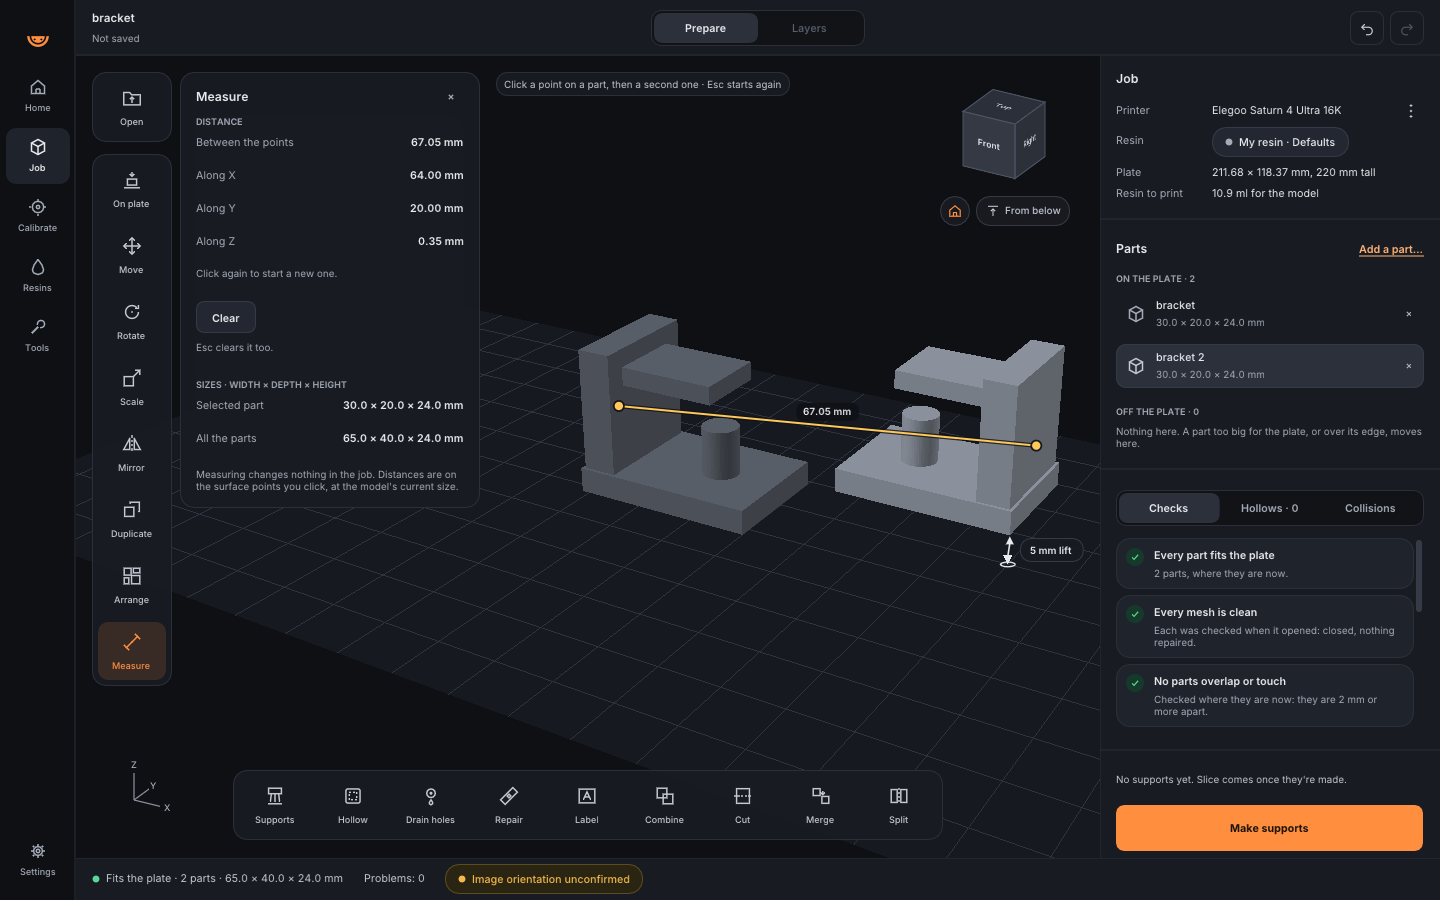 bracket
Not saved
Prepare
Layers
Home
Job
Calibrate
Resins
Tools
Settings
Open
On plate
Move
Rotate
Scale
Mirror
Duplicate
Arrange
Measure
Measure
×
DISTANCE
Between the points 67.05 mm
Along X 64.00 mm
Along Y 20.00 mm
Along Z 0.35 mm
Click again to start a new one.
Clear
Esc clears it too.
SIZES · WIDTH × DEPTH × HEIGHT
Selected part 30.0 × 20.0 × 24.0 mm
All the parts 65.0 × 40.0 × 24.0 mm
Measuring changes nothing in the job. Distances are on
the surface points you click, at the model's current size.
Click a point on a part, then a second one · Esc starts again
Top
Front
Right
From below
67.05 mm
5 mm lift
Z
Y
X
Supports
Hollow
Drain holes
Repair
Label
Combine
Cut
Merge
Split
Job
Printer Elegoo Saturn 4 Ultra 16K
Resin My resin · Defaults
Plate 211.68 × 118.37 mm, 220 mm tall
Resin to print 10.9 ml for the model
Parts
Add a part...
ON THE PLATE · 2
bracket
30.0 × 20.0 × 24.0 mm
×
bracket 2
30.0 × 20.0 × 24.0 mm
×
OFF THE PLATE · 0
Nothing here. A part too big for the plate, or over its edge, moves
here.
Checks
Hollows · 0
Collisions
Every part fits the plate
2 parts, where they are now.
Every mesh is clean
Each was checked when it opened: closed, nothing
repaired.
No parts overlap or touch
Checked where they are now: they are 2 mm or
more apart.
No supports yet. Slice comes once they're made.
Make supports
Fits the plate · 2 parts · 65.0 × 40.0 × 24.0 mm
Problems: 0
Image orientation unconfirmed